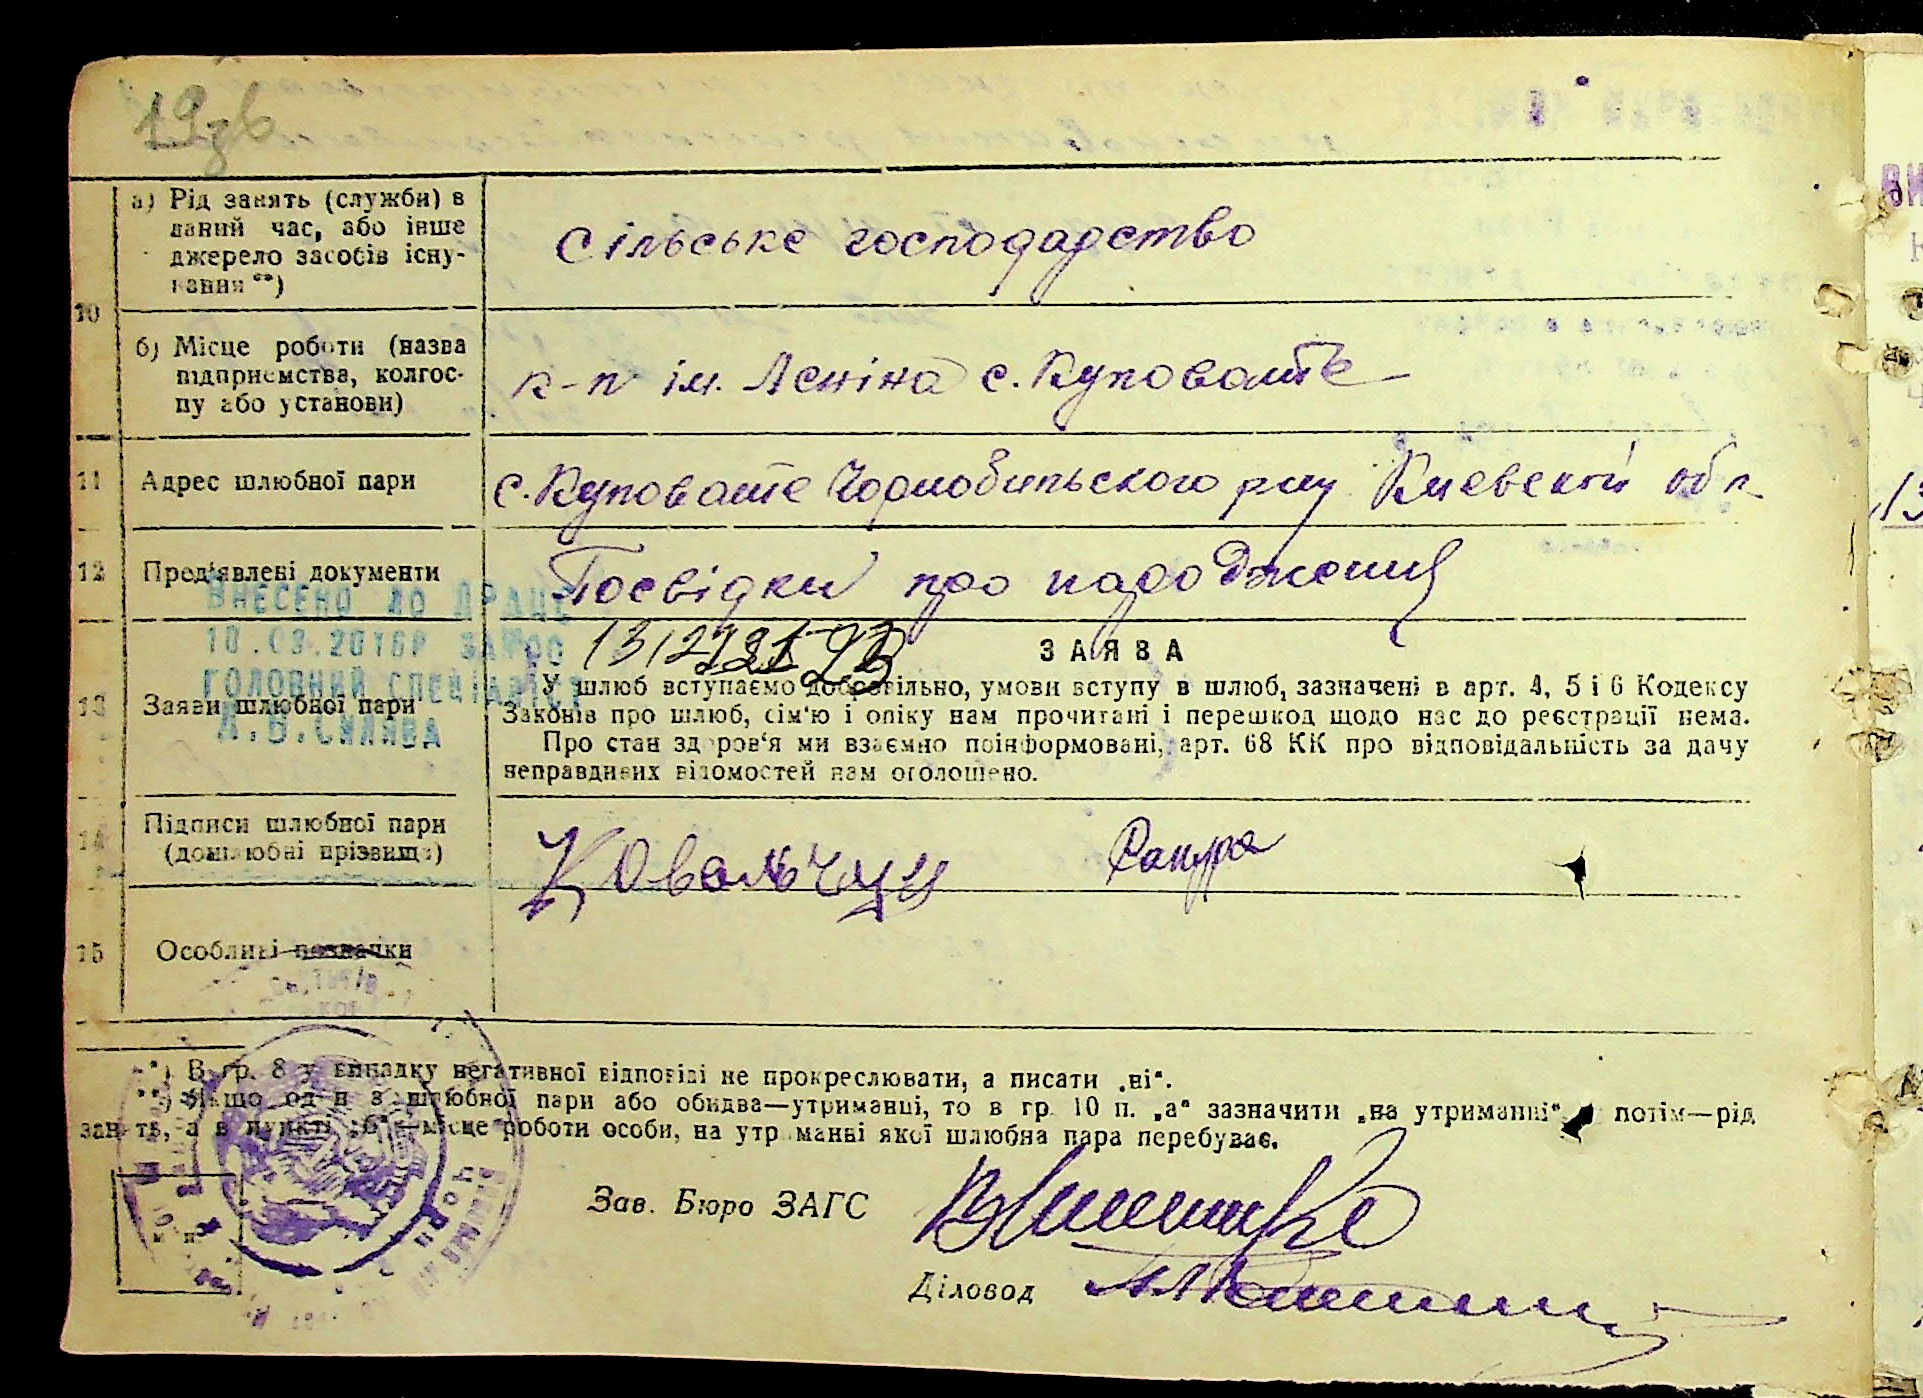 19зв
10
а) Рід занять (служби) в
даний час, або інше
джерело засобів існу-
вання **)
сільське господарство
б) Місце роботи (назва
підприємства, колгос-
пу або установи)
к-п ім. Леніна с. Куповате
11
Адрес шлюбної пари
с. Куповате Чорнобильского р-ну Киевской обл
12
Пред'явлені документи
Посвідки про народження
ВНЕСЕНО ДО ДРАЦС
10.03.2016р
ГОЛОВНИЙ СПЕЦІАЛІСТ
13
Заяви шлюбної пари
ЗАЯВА
У шлюб вступаємо добровільно, умови вступу в шлюб, зазначені в арт. 4, 5 і 6 Кодексу
Законів про шлюб, сім'ю і опіку нам прочитані і перешкод щодо нас до реєстрації нема.
Про стан здоров'я ми взаємно поінформовані, арт. 68 КК про відповідальність за дачу
неправдивих відомостей нам оголошено.
14
Підписи шлюбної пари
(дошлюбні прізвища)
Ковальчук
15
Особливі позначки
*) В гр. 8 у випадку негативної відповіді не прокреслювати, а писати „ні“.
**) Якщо один з шлюбної пари або обидва—утриманці, то в гр. 10 п. „а“ зазначити „на утриманні“, потім—рід
занять, а в пункті „б“—місце роботи особи, на утриманні якої шлюбна пара перебуває.
Зав. Бюро ЗАГС
Діловод